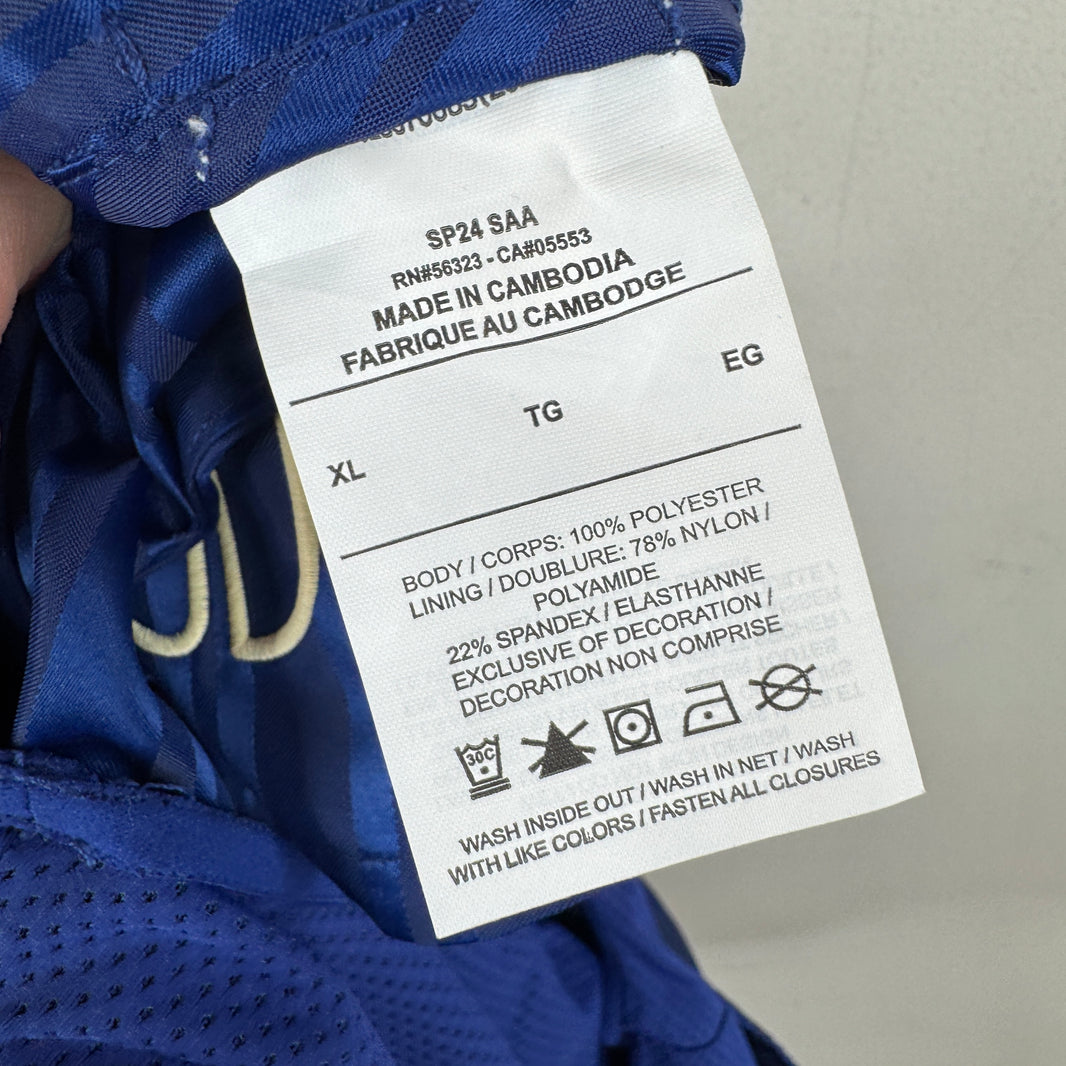 SP24 SAA
RN#56323 - CA#05553
MADE IN CAMBODIA
FABRIQUE AU CAMBODGE
XL TG EG
BODY / CORPS: 100% POLYESTER
LINING / DOUBLURE: 78% NYLON /
POLYAMIDE
22% SPANDEX / ELASTHANNE
EXCLUSIVE OF DECORATION /
DECORATION NON COMPRISE
30C
WASH INSIDE OUT / WASH IN NET / WASH
WITH LIKE COLORS / FASTEN ALL CLOSURES